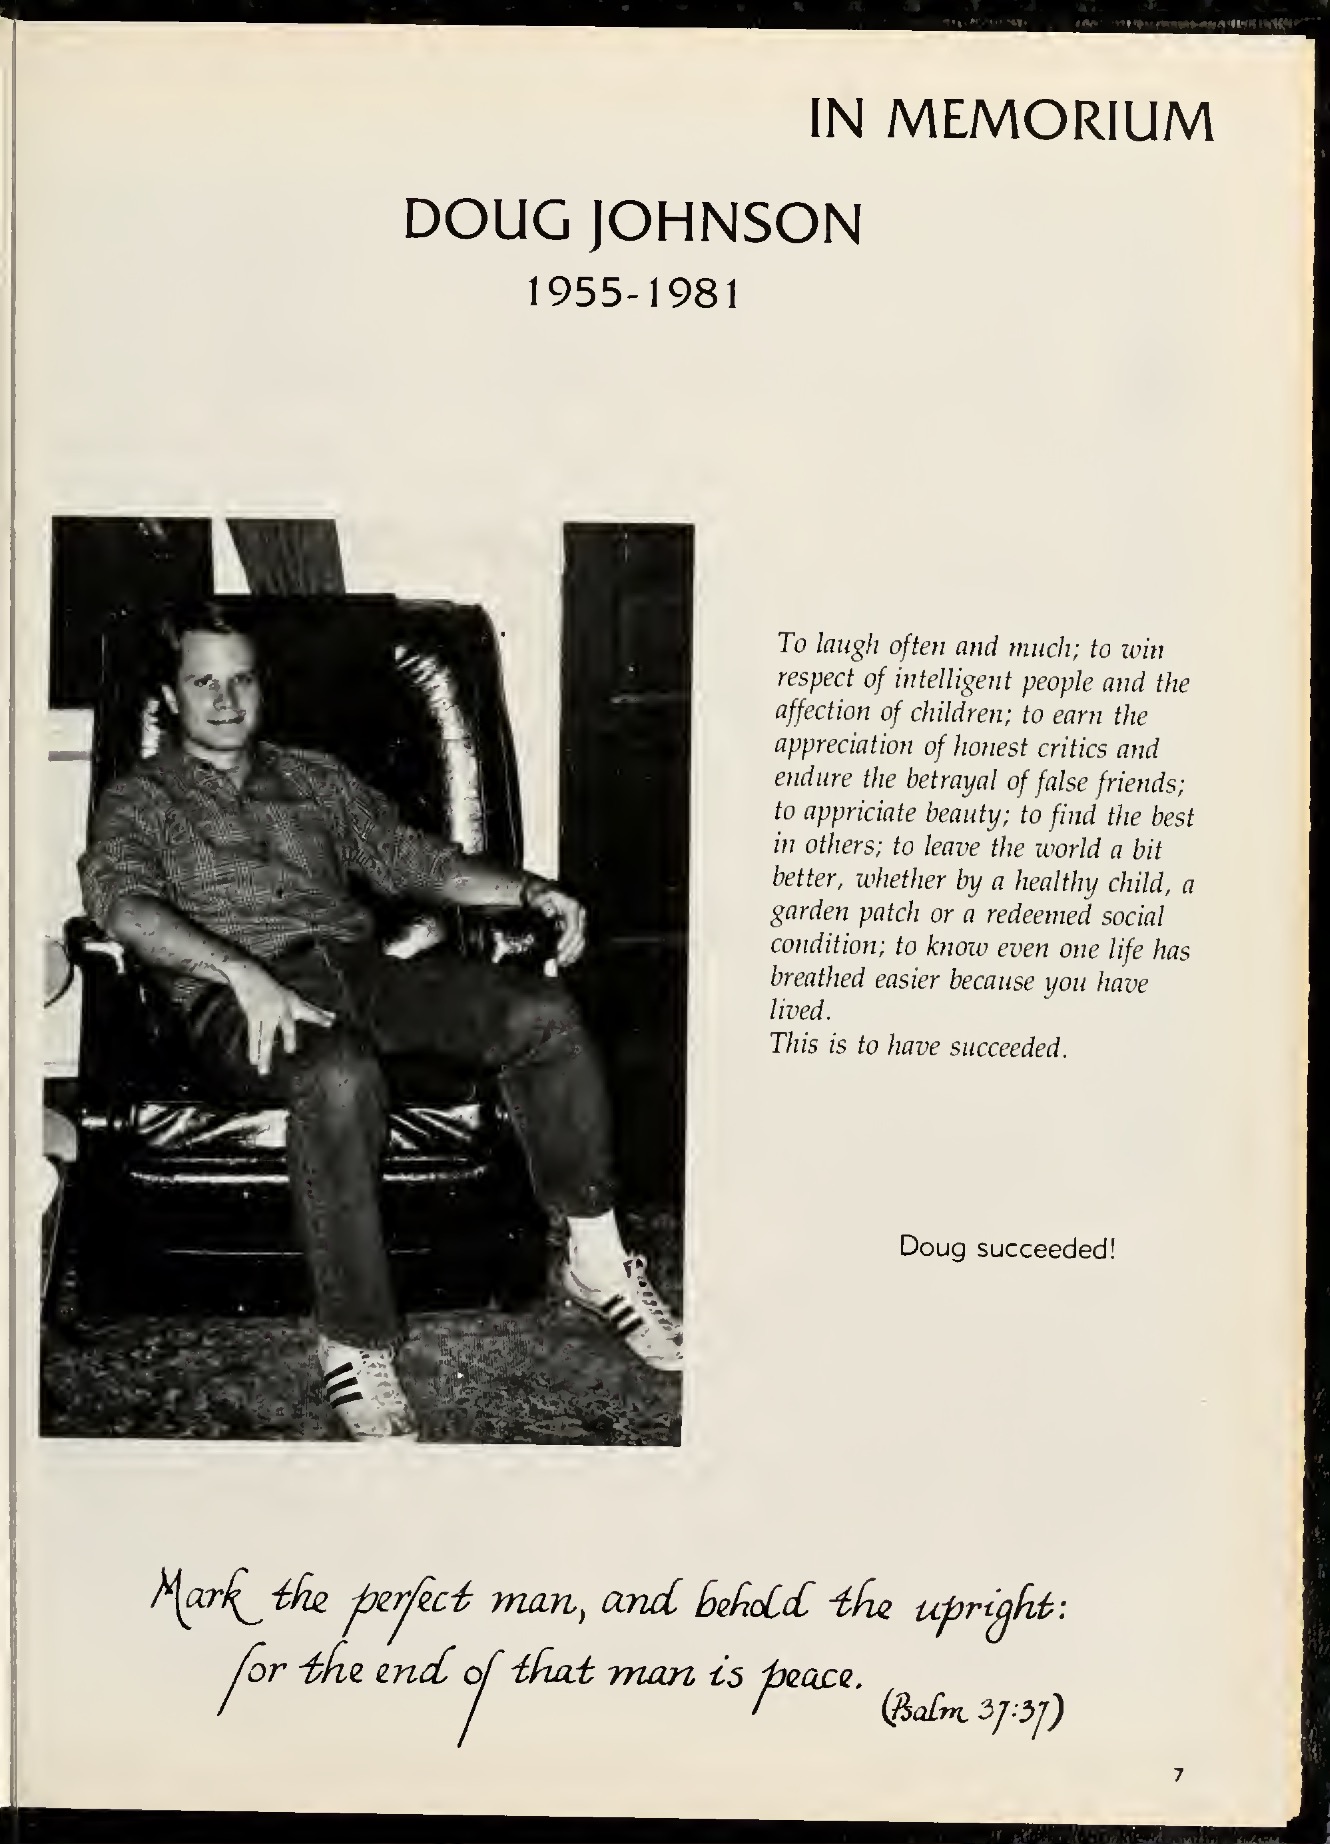 IN MEMORIUM
DOUG JOHNSON
1955-1981
To laugh often and much; to win
respect of intelligent people and the
affection of children; to earn the
appreciation of honest critics and
endure the betrayal of false friends;
to appriciate beauty; to find the best
in others; to leave the world a bit
better, whether by a healthy child, a
garden patch or a redeemed social
condition; to know even one life has
breathed easier because you have
lived.
This is to have succeeded.
Doug succeeded!
Mark the perfect man, and behold the upright:
for the end of that man is peace.
(Psalm 37:37)
7